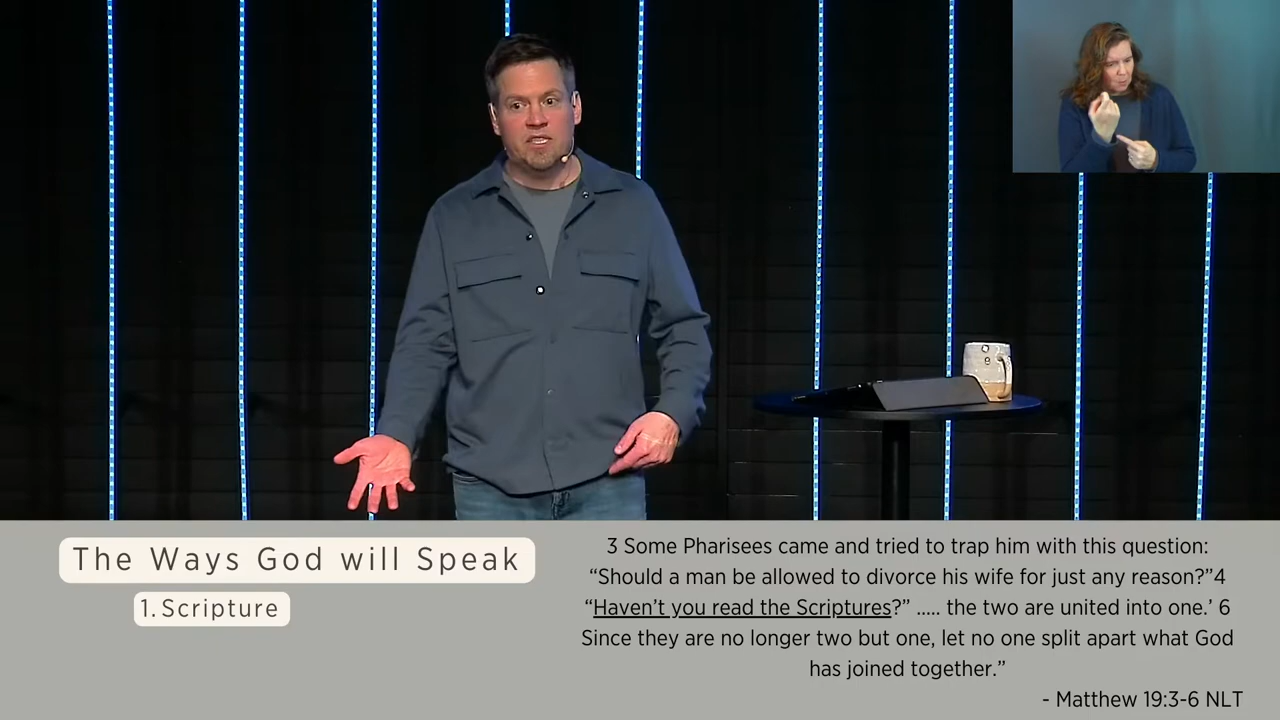 The Ways God will Speak
1. Scripture
3 Some Pharisees came and tried to trap him with this question:
“Should a man be allowed to divorce his wife for just any reason?”4
“Haven’t you read the Scriptures?” ..... the two are united into one.’ 6
Since they are no longer two but one, let no one split apart what God
has joined together.”
- Matthew 19:3-6 NLT